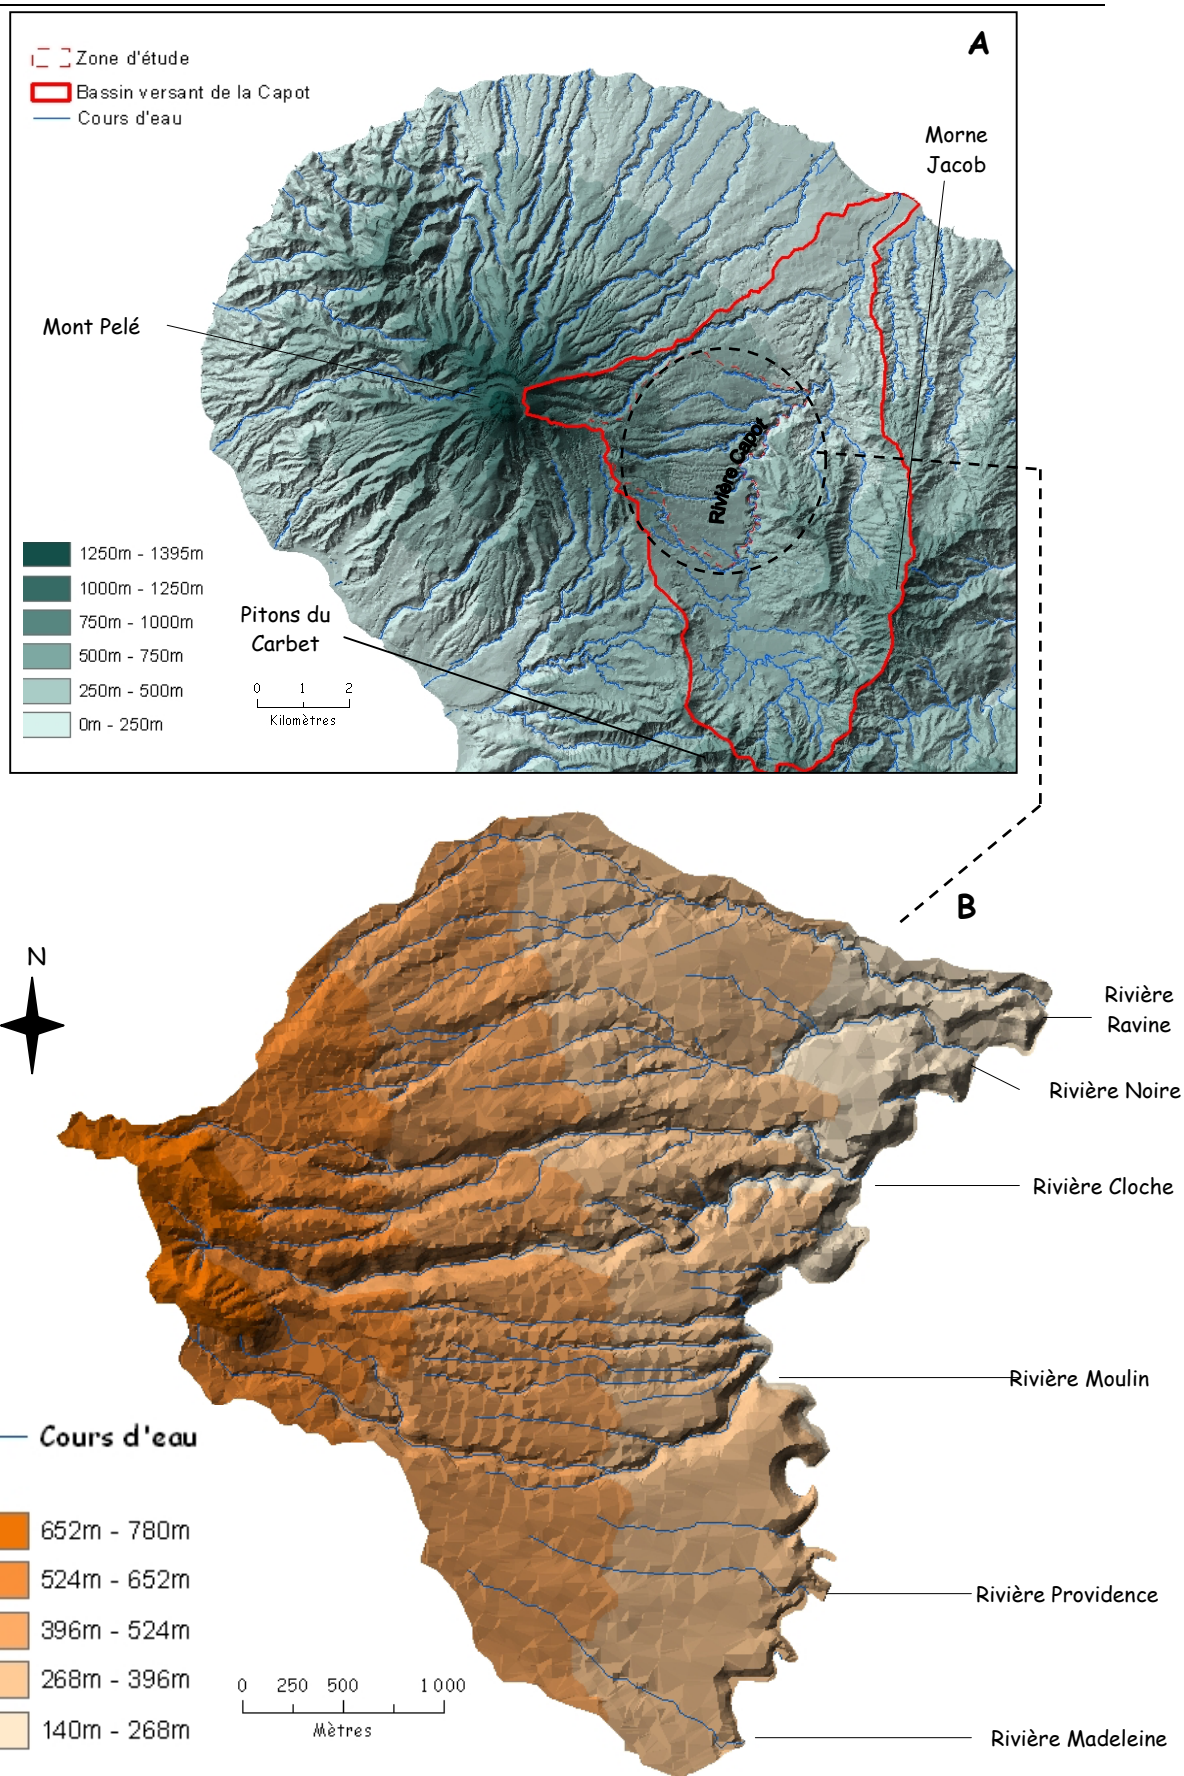 A
Zone d'étude
Bassin versant de la Capot
Cours d'eau
Morne
Jacob
Mont Pelé
Rivière Capot
1250m - 1395m
1000m - 1250m
750m - 1000m
500m - 750m
250m - 500m
0m - 250m
Pitons du
Carbet
0 1 2
Kilomètres
B
N
Rivière
Ravine
Rivière Noire
Rivière Cloche
Rivière Moulin
Cours d'eau
652m - 780m
524m - 652m
396m - 524m
268m - 396m
140m - 268m
0 250 500 1 000
Mètres
Rivière Providence
Rivière Madeleine